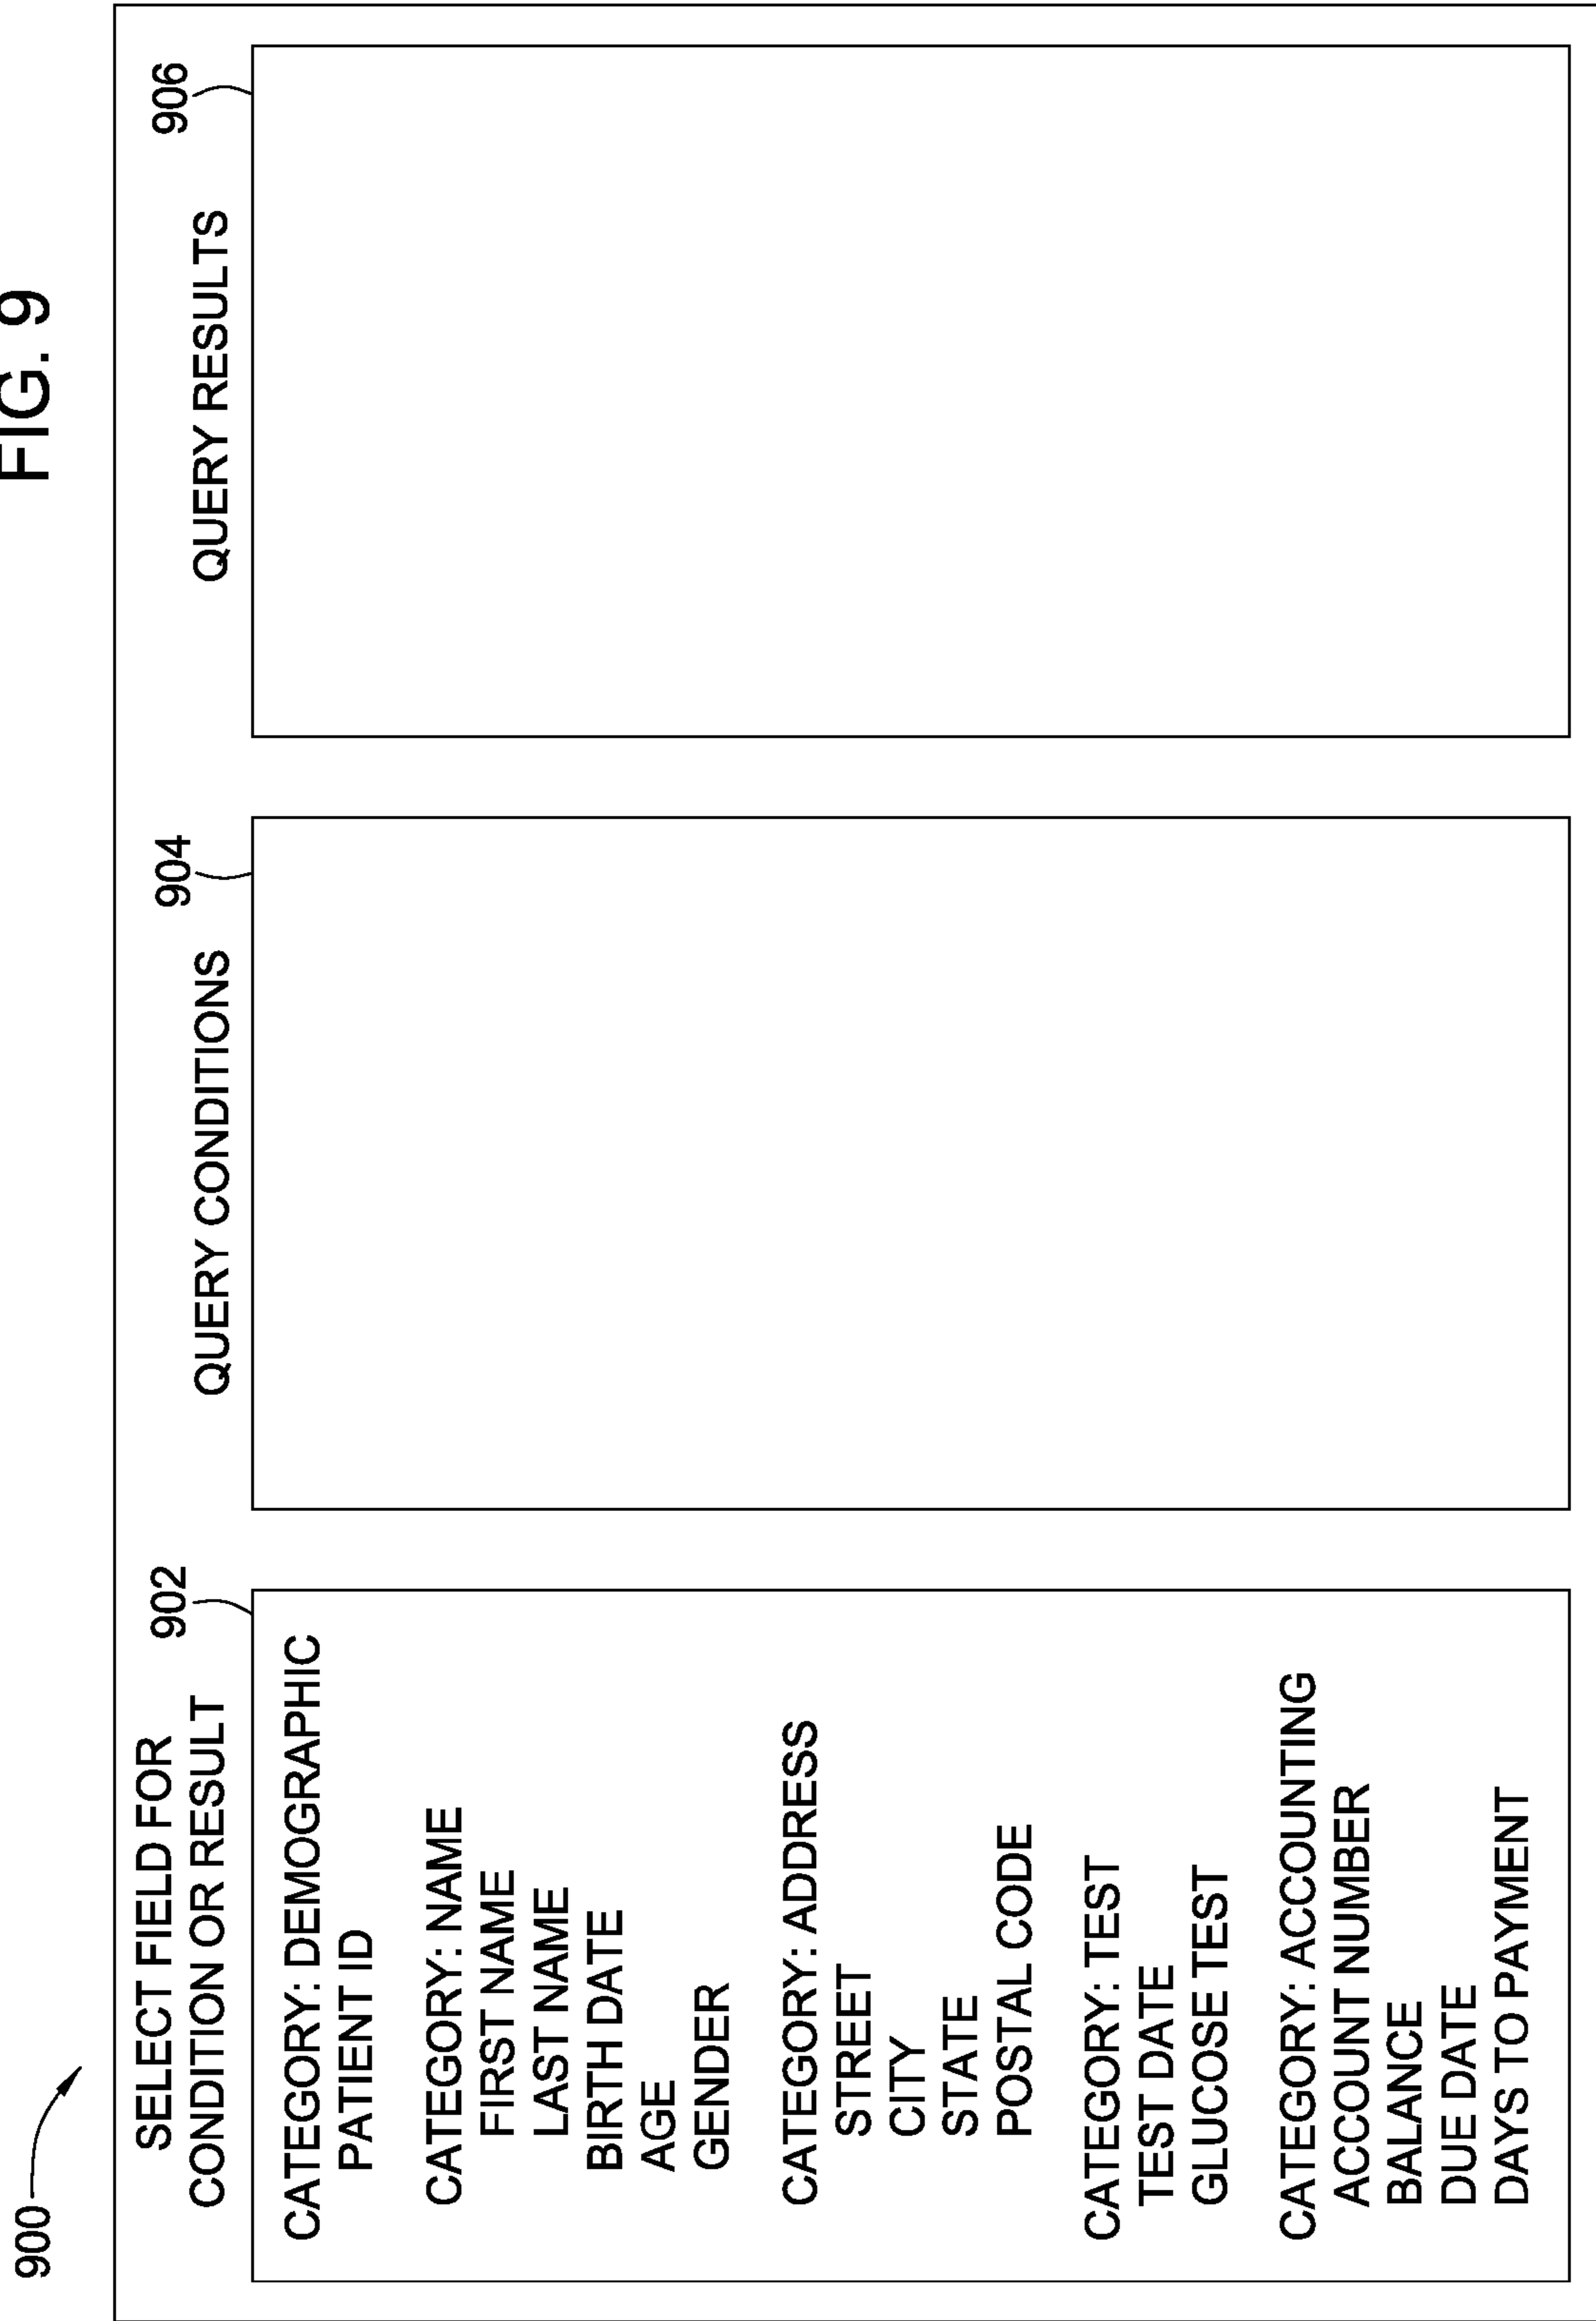 FIG. 9
900
SELECT FIELD FOR
CONDITION OR RESULT
902
CATEGORY: DEMOGRAPHIC
PATIENT ID
CATEGORY: NAME
FIRST NAME
LAST NAME
BIRTH DATE
AGE
GENDER
CATEGORY: ADDRESS
STREET
CITY
STATE
POSTAL CODE
CATEGORY: TEST
TEST DATE
GLUCOSE TEST
CATEGORY: ACCOUNTING
ACCOUNT NUMBER
BALANCE
DUE DATE
DAYS TO PAYMENT
QUERY CONDITIONS
904
QUERY RESULTS
906